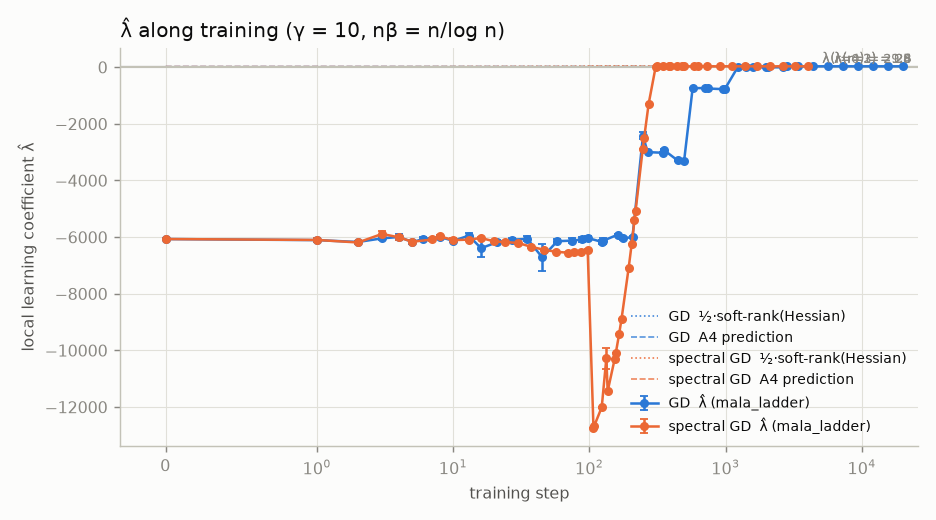 λ̂ along training (γ = 10, nβ = n/log n)
local learning coefficient λ̂
0
−2000
−4000
−6000
−8000
−10000
−12000
GD ½·soft-rank(Hessian)
GD A4 prediction
spectral GD ½·soft-rank(Hessian)
spectral GD A4 prediction
GD λ̂ (mala_ladder)
spectral GD λ̂ (mala_ladder)
0
10⁰
10¹
10²
10³
10⁴
training step